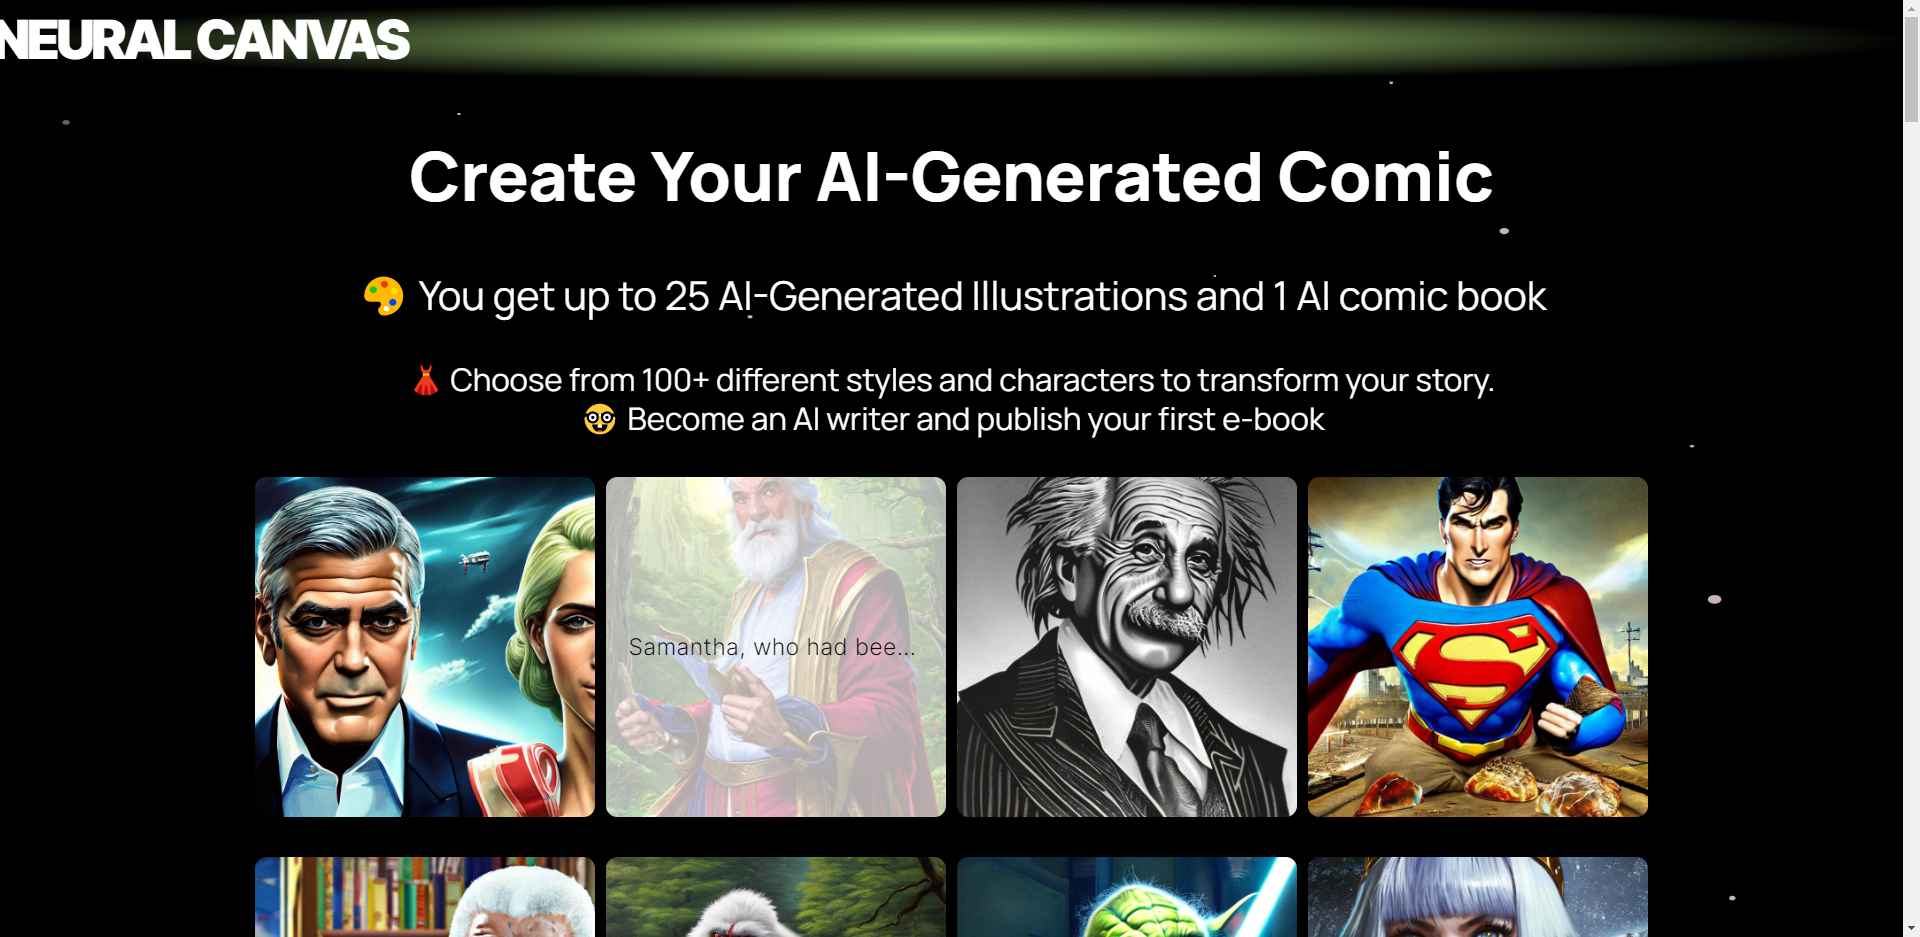 NEURAL CANVAS
Create Your AI-Generated Comic
🎨 You get up to 25 AI-Generated Illustrations and 1 AI comic book
👗 Choose from 100+ different styles and characters to transform your story.
🤓 Become an AI writer and publish your first e-book
Samantha, who had bee...